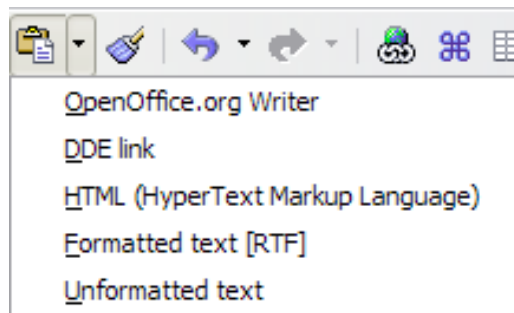 OpenOffice.org Writer
DDE link
HTML (HyperText Markup Language)
Formatted text [RTF]
Unformatted text